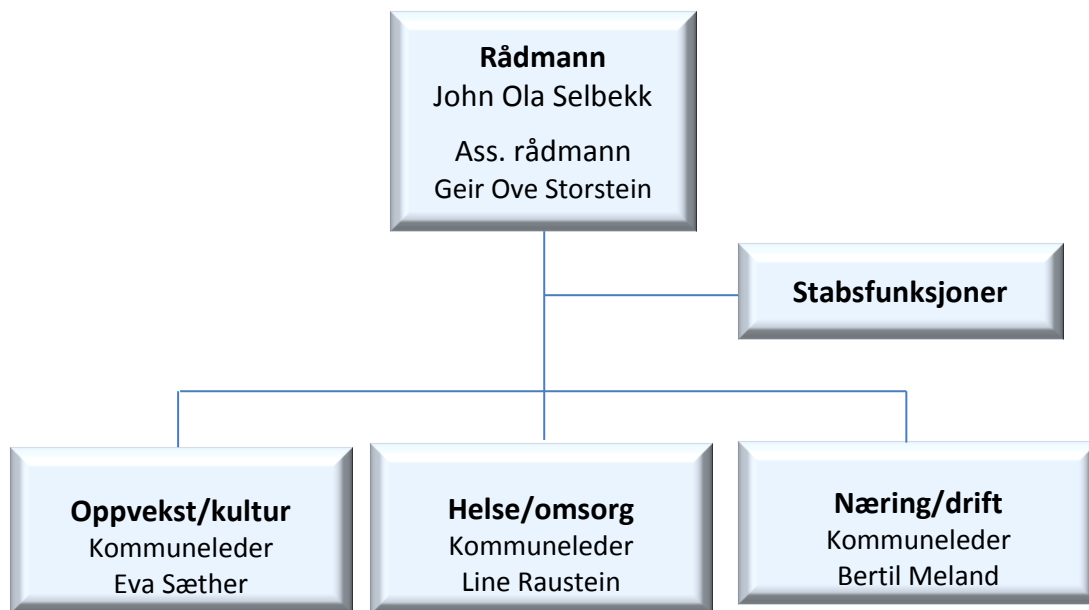 Rådmann
John Ola Selbekk
Ass. rådmann
Geir Ove Storstein
Stabsfunksjoner
Oppvekst/kultur
Kommuneleder
Eva Sæther
Helse/omsorg
Kommuneleder
Line Raustein
Næring/drift
Kommuneleder
Bertil Meland